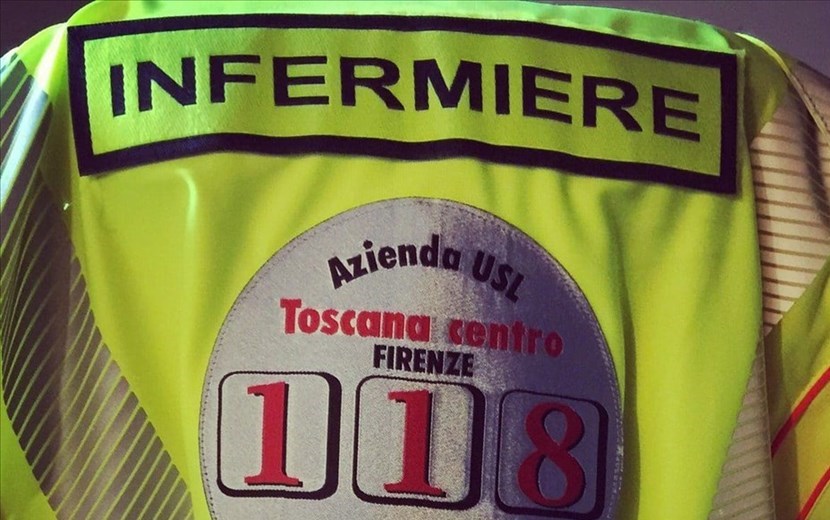 INFERMIERE
Azienda USL
Toscana centro
FIRENZE
118